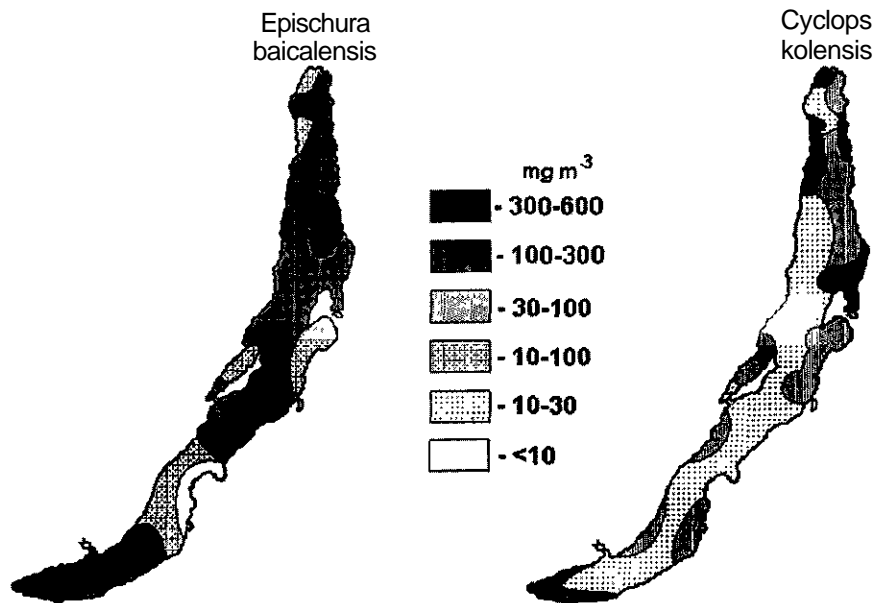 Epischura
baicalensis
Cyclops
kolensis
mg m-3
- 300-600
- 100-300
- 30-100
- 10-100
- 10-30
- <10